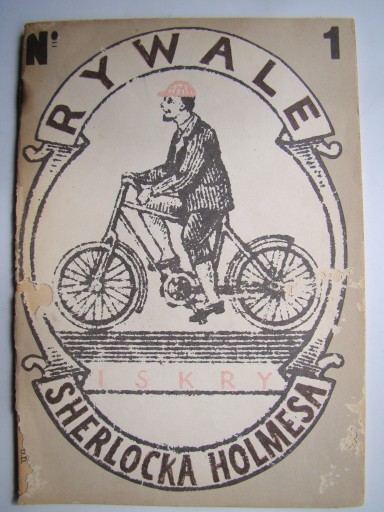 Nº 1
RYWALE
ISKRY
SHERLOCKA HOLMESA